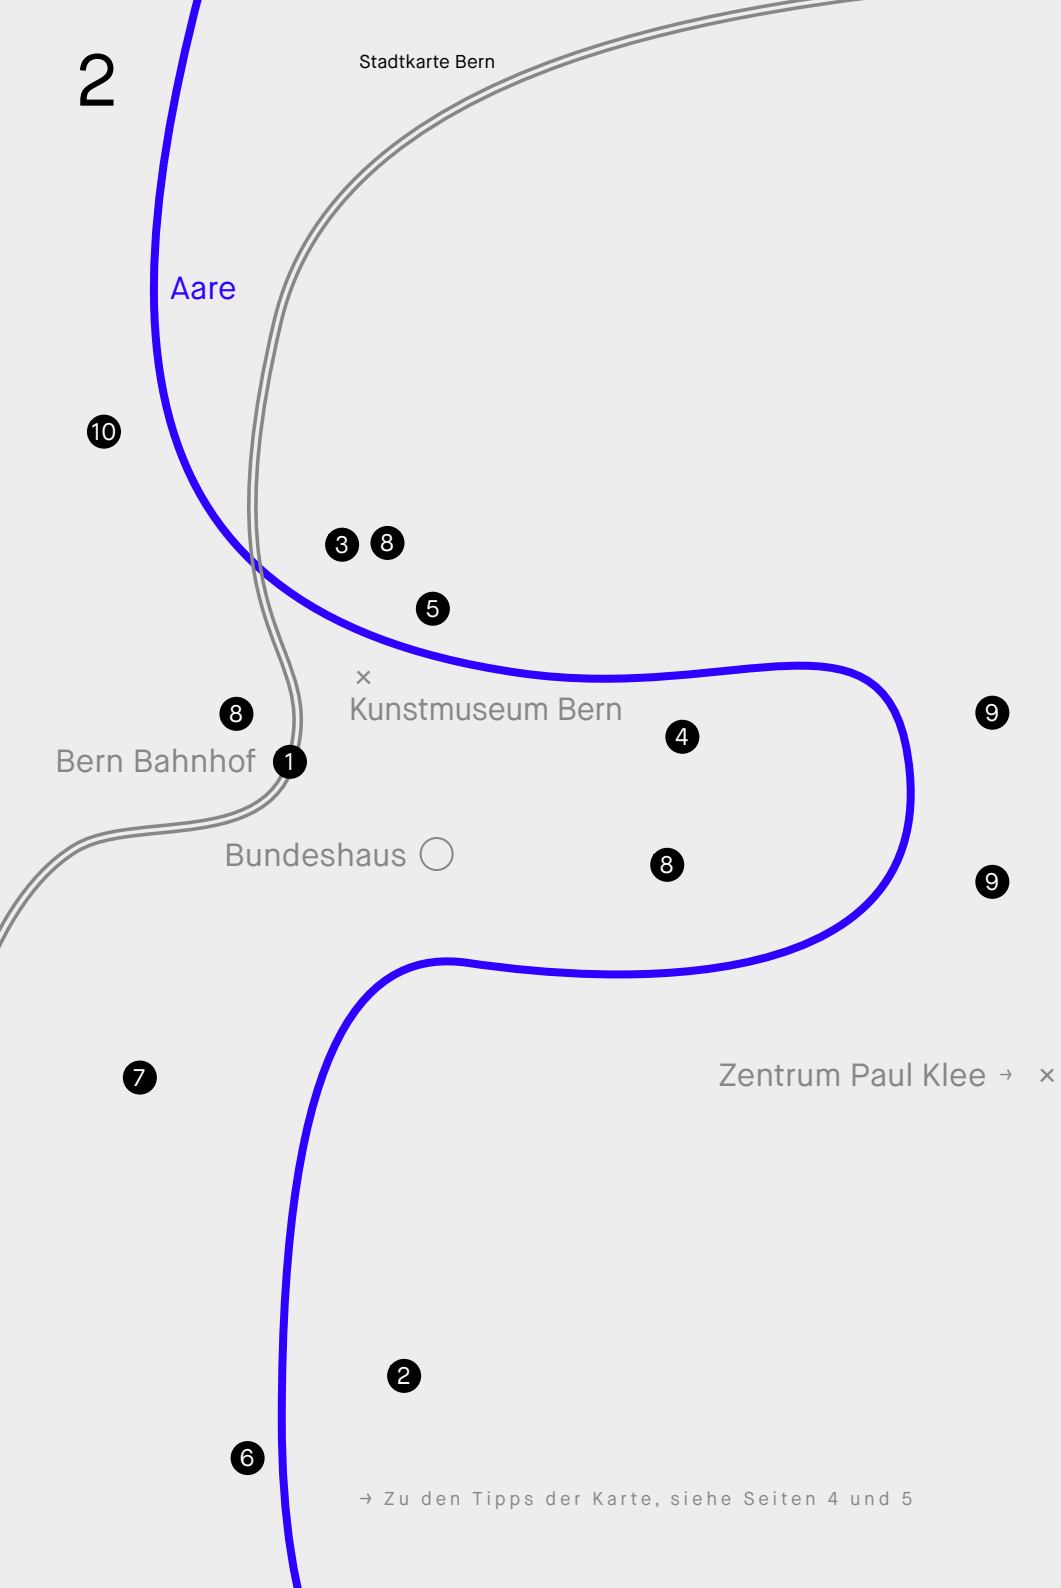 2
Stadtkarte Bern
Aare
10
3 8
5
Kunstmuseum Bern
8
9
4
Bern Bahnhof 1
Bundeshaus
8
9
Zentrum Paul Klee →
7
2
6
→ Zu den Tipps der Karte, siehe Seiten 4 und 5